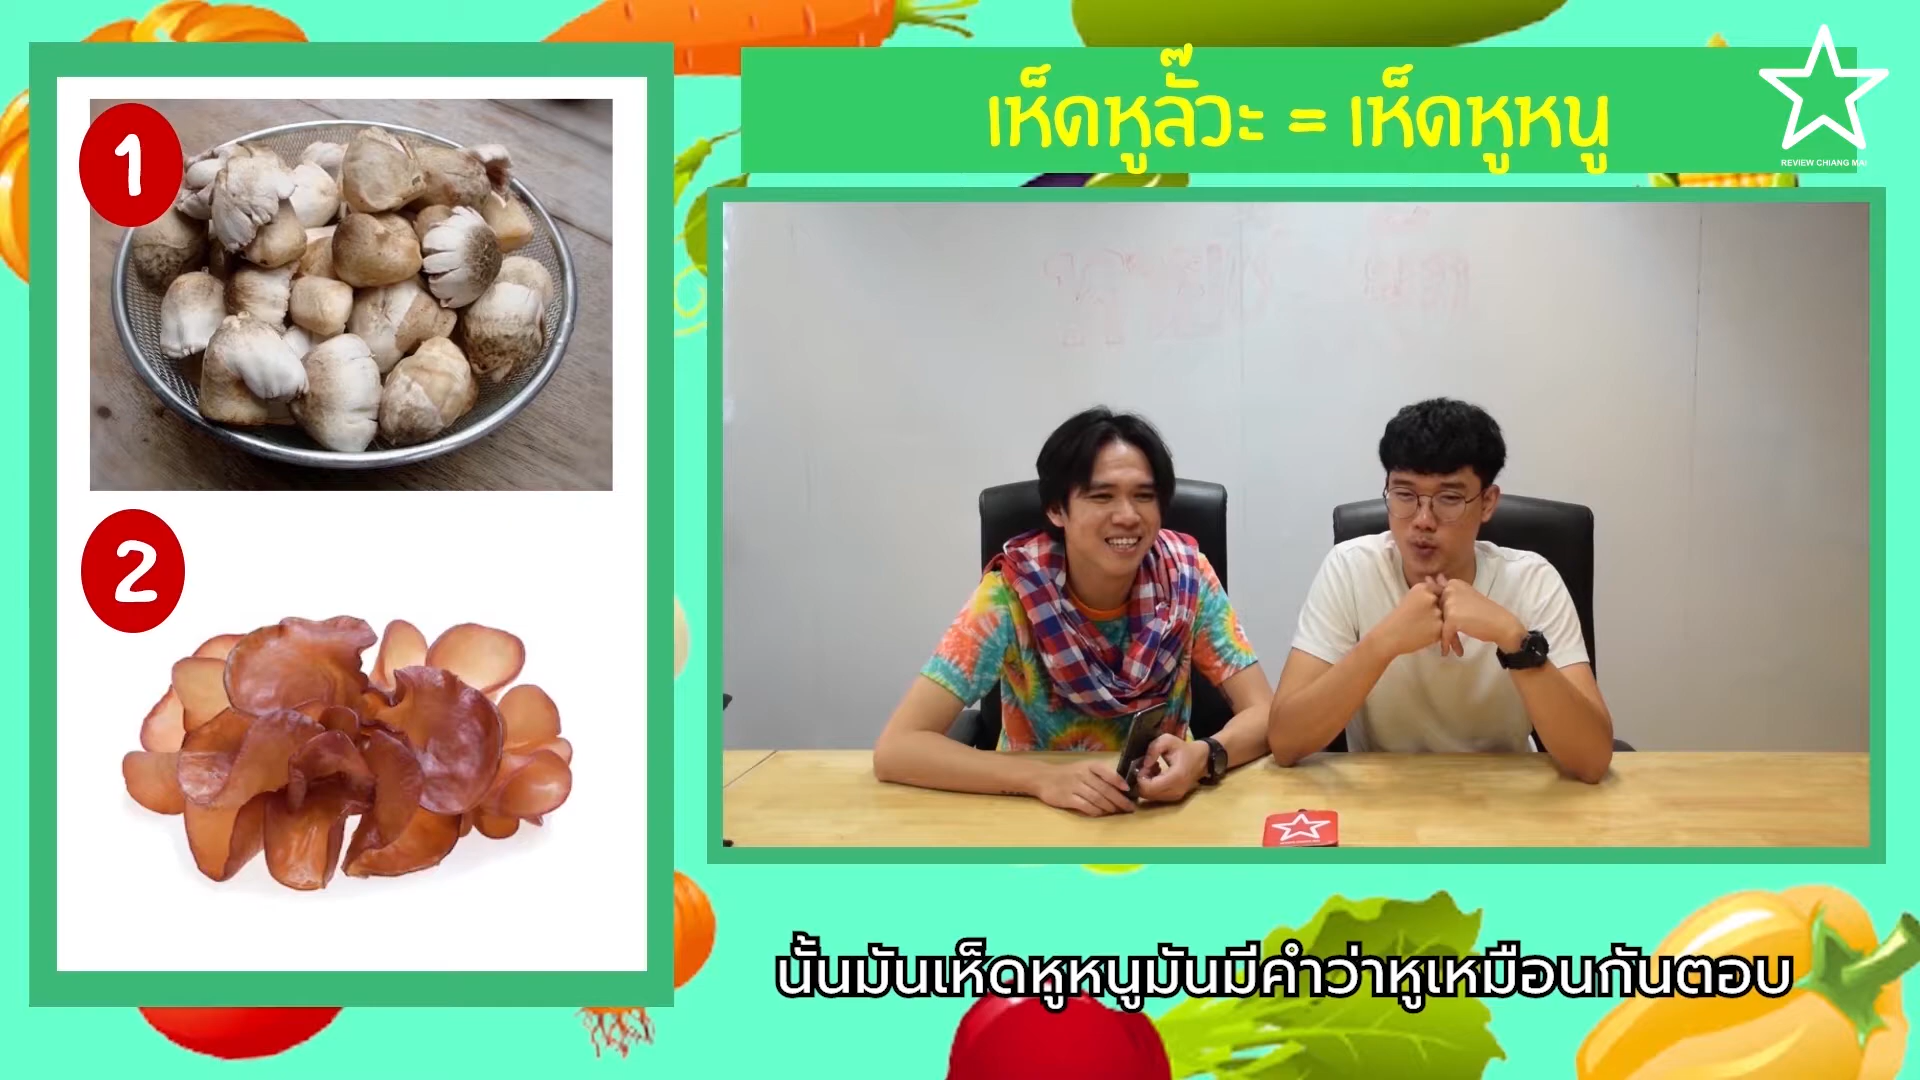 1
2
เห็ดหูลั๊วะ = เห็ดหูหนู
REVIEW CHIANG MAI
นั้นมันเห็ดหูหนูมันมีคำว่าหูเหมือนกันตอบ